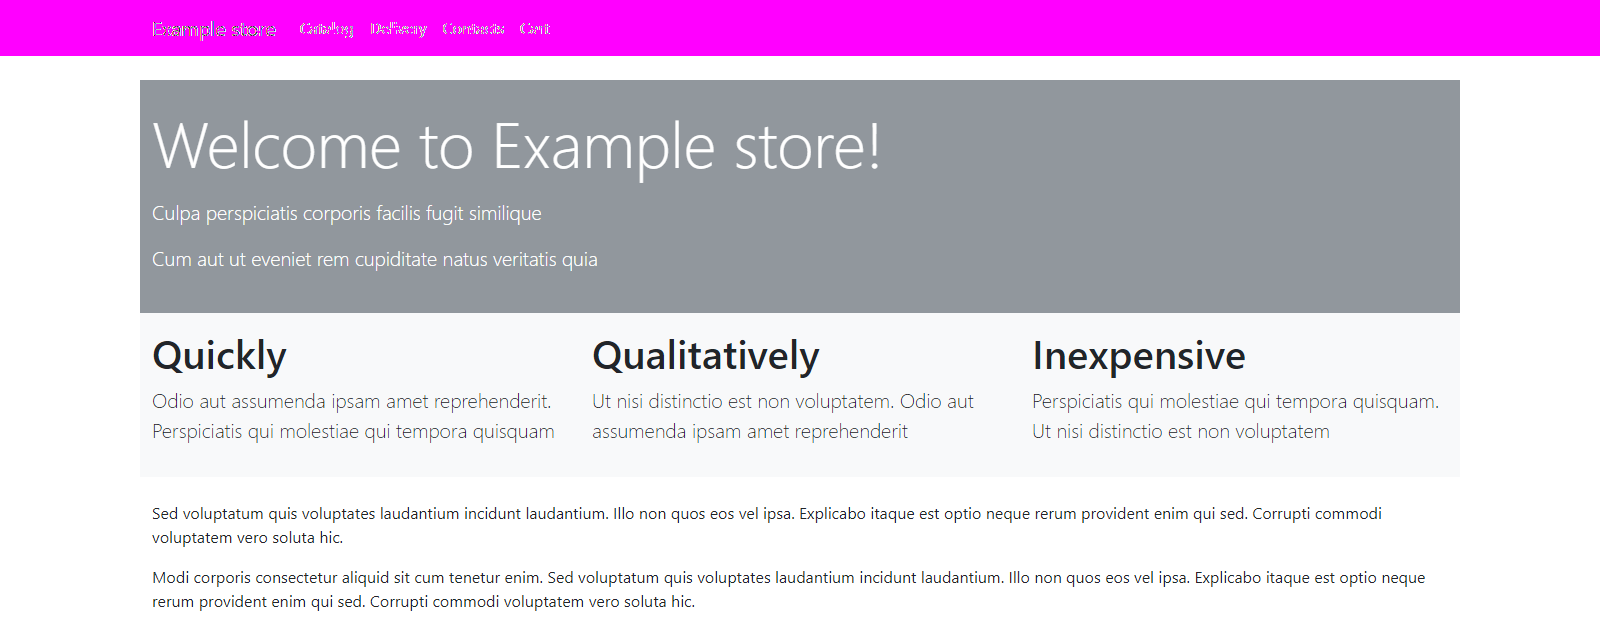 Example store Catalog Delivery Contacts Cart
Welcome to Example store!
Culpa perspiciatis corporis facilis fugit similique
Cum aut ut eveniet rem cupiditate natus veritatis quia
Quickly
Odio aut assumenda ipsam amet reprehenderit.
Perspiciatis qui molestiae qui tempora quisquam
Qualitatively
Ut nisi distinctio est non voluptatem. Odio aut
assumenda ipsam amet reprehenderit
Inexpensive
Perspiciatis qui molestiae qui tempora quisquam.
Ut nisi distinctio est non voluptatem
Sed voluptatum quis voluptates laudantium incidunt laudantium. Illo non quos eos vel ipsa. Explicabo itaque est optio neque rerum provident enim qui sed. Corrupti commodi
voluptatem vero soluta hic.
Modi corporis consectetur aliquid sit cum tenetur enim. Sed voluptatum quis voluptates laudantium incidunt laudantium. Illo non quos eos vel ipsa. Explicabo itaque est optio neque
rerum provident enim qui sed. Corrupti commodi voluptatem vero soluta hic.